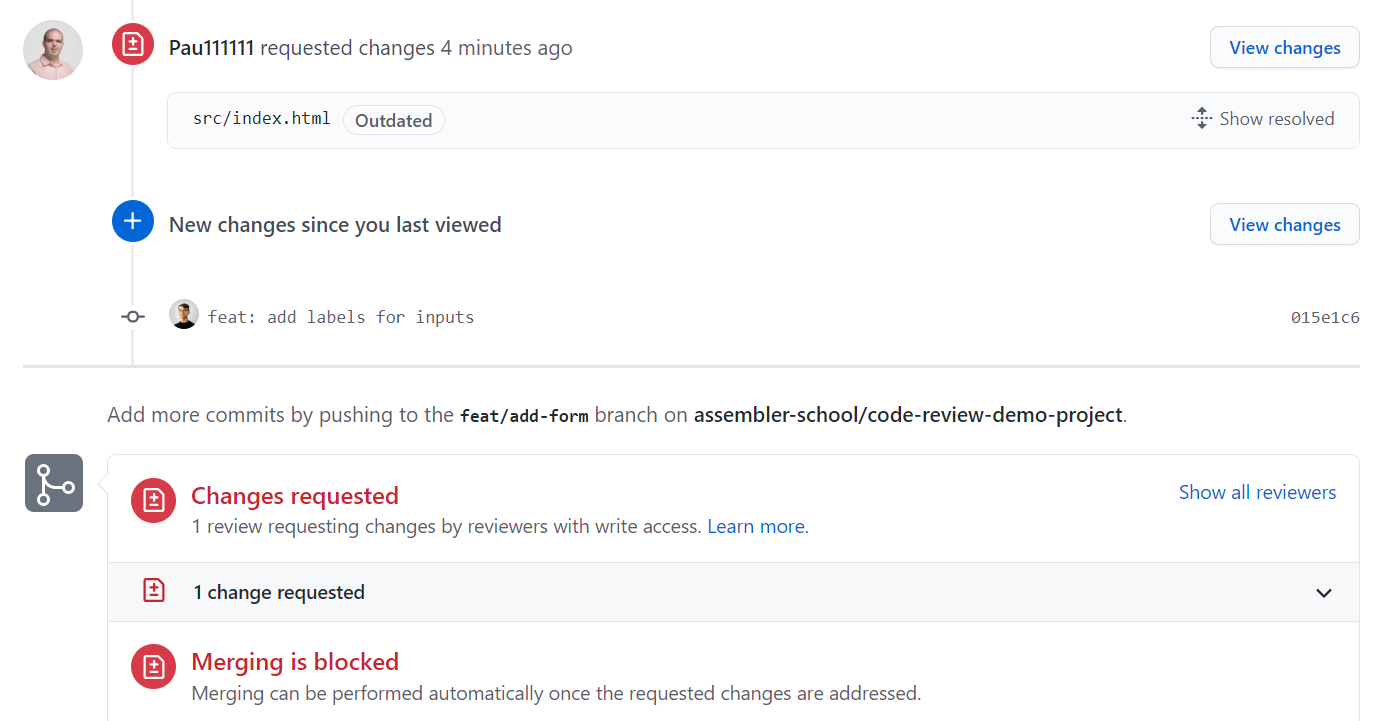 Pau111111 requested changes 4 minutes ago
View changes
src/index.html Outdated
Show resolved
New changes since you last viewed
View changes
feat: add labels for inputs
015e1c6
Add more commits by pushing to the feat/add-form branch on assembler-school/code-review-demo-project.
Changes requested
Show all reviewers
1 review requesting changes by reviewers with write access. Learn more.
1 change requested
Merging is blocked
Merging can be performed automatically once the requested changes are addressed.